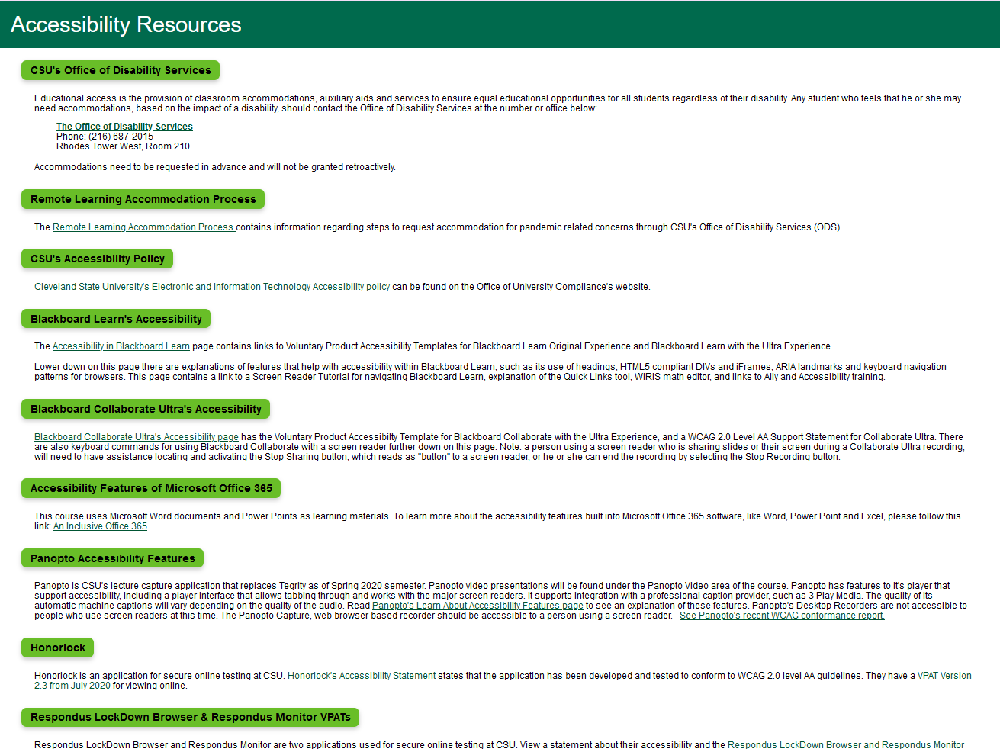 Accessibility Resources
CSU's Office of Disability Services
Educational access is the provision of classroom accommodations, auxiliary aids and services to ensure equal educational opportunities for all students regardless of their disability. Any student who feels that he or she may
need accommodations, based on the impact of a disability, should contact the Office of Disability Services at the number or office below:
The Office of Disability Services
Phone: (216) 687-2015
Rhodes Tower West, Room 210
Accommodations need to be requested in advance and will not be granted retroactively.
Remote Learning Accommodation Process
The Remote Learning Accommodation Process contains information regarding steps to request accommodation for pandemic related concerns through CSU's Office of Disability Services (ODS).
CSU's Accessibility Policy
Cleveland State University's Electronic and Information Technology Accessibility policy can be found on the Office of University Compliance's website.
Blackboard Learn's Accessibility
The Accessibility in Blackboard Learn page contains links to Voluntary Product Accessibility Templates for Blackboard Learn Original Experience and Blackboard Learn with the Ultra Experience.
Lower down on this page there are explanations of features that help with accessibility within Blackboard Learn, such as its use of headings, HTML5 compliant DIVs and iFrames, ARIA landmarks and keyboard navigation
patterns for browsers. This page contains a link to a Screen Reader Tutorial for navigating Blackboard Learn, explanation of the Quick Links tool, WIRIS math editor, and links to Ally and Accessibility training.
Blackboard Collaborate Ultra's Accessibility
Blackboard Collaborate Ultra's Accessibility page has the Voluntary Product Accessibilty Template for Blackboard Collaborate with the Ultra Experience, and a WCAG 2.0 Level AA Support Statement for Collaborate Ultra. There
are also keyboard commands for using Blackboard Collaborate with a screen reader further down on this page. Note: a person using a screen reader who is sharing slides or their screen during a Collaborate Ultra recording,
will need to have assistance locating and activating the Stop Sharing button, which reads as "button" to a screen reader, or he or she can end the recording by selecting the Stop Recording button.
Accessibility Features of Microsoft Office 365
This course uses Microsoft Word documents and Power Points as learning materials. To learn more about the accessibility features built into Microsoft Office 365 software, like Word, Power Point and Excel, please follow this
link: An Inclusive Office 365.
Panopto Accessibility Features
Panopto is CSU's lecture capture application that replaces Tegrity as of Spring 2020 semester. Panopto video presentations will be found under the Panopto Video area of the course. Panopto has features to it's player that
support accessibility, including a player interface that allows tabbing through and works with the major screen readers. It supports integration with a professional caption provider, such as 3 Play Media. The quality of its
automatic machine captions will vary depending on the quality of the audio. Read Panopto's Learn About Accessibility Features page to see an explanation of these features. Panopto's Desktop Recorders are not accessible to
people who use screen readers at this time. The Panopto Capture, web browser based recorder should be accessible to a person using a screen reader. See Panopto's recent WCAG conformance report.
Honorlock
Honorlock is an application for secure online testing at CSU. Honorlock's Accessibility Statement states that the application has been developed and tested to conform to WCAG 2.0 level AA guidelines. They have a VPAT Version
2.3 from July 2020 for viewing online.
Respondus LockDown Browser & Respondus Monitor VPATs
Respondus LockDown Browser and Respondus Monitor are two applications used for secure online testing at CSU. View a statement about their accessibility and the Respondus LockDown Browser and Respondus Monitor